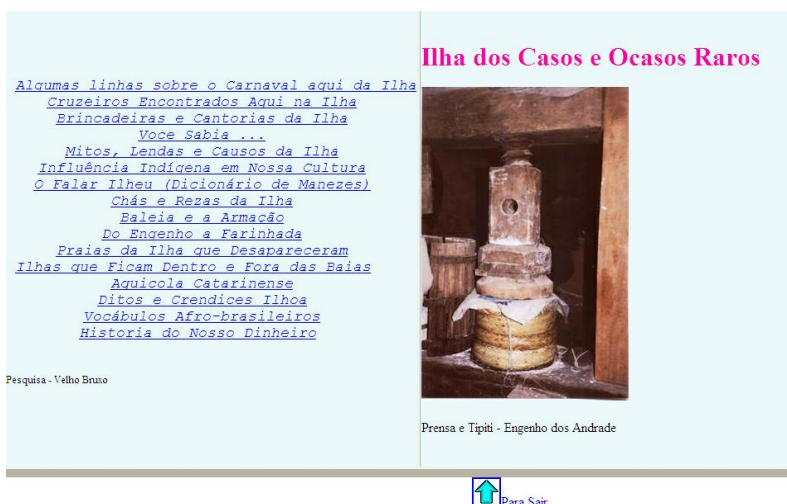 Algumas linhas sobre o Carnaval aqui da Ilha
Cruzeiros Encontrados Aqui na Ilha
Brincadeiras e Cantorias da Ilha
Voce Sabia ...
Mitos, Lendas e Causos da Ilha
Influência Indígena em Nossa Cultura
O Falar Ilheu (Dicionário de Manezes)
Chás e Rezas da Ilha
Baleia e a Armação
Do Engenho a Farinhada
Praias da Ilha que Desapareceram
Ilhas que Ficam Dentro e Fora das Baias
Aquicola Catarinense
Ditos e Crendices Ilhoa
Vocábulos Afro-brasileiros
Historia do Nosso Dinheiro
Pesquisa - Velho Bruxo
Ilha dos Casos e Ocasos Raros
Prensa e Tipiti - Engenho dos Andrade
Para Sair